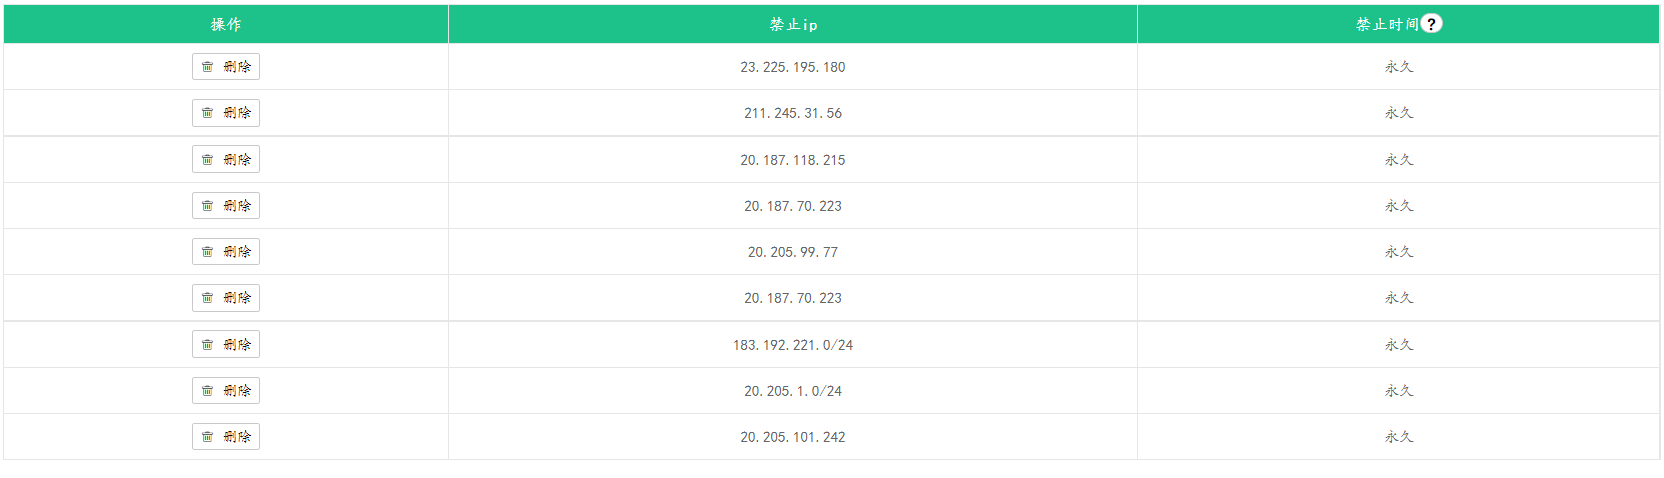 操作 禁止ip 禁止时间?
删除 23.225.195.180 永久
删除 211.245.31.56 永久
删除 20.187.118.215 永久
删除 20.187.70.223 永久
删除 20.205.99.77 永久
删除 20.187.70.223 永久
删除 183.192.221.0/24 永久
删除 20.205.1.0/24 永久
删除 20.205.101.242 永久